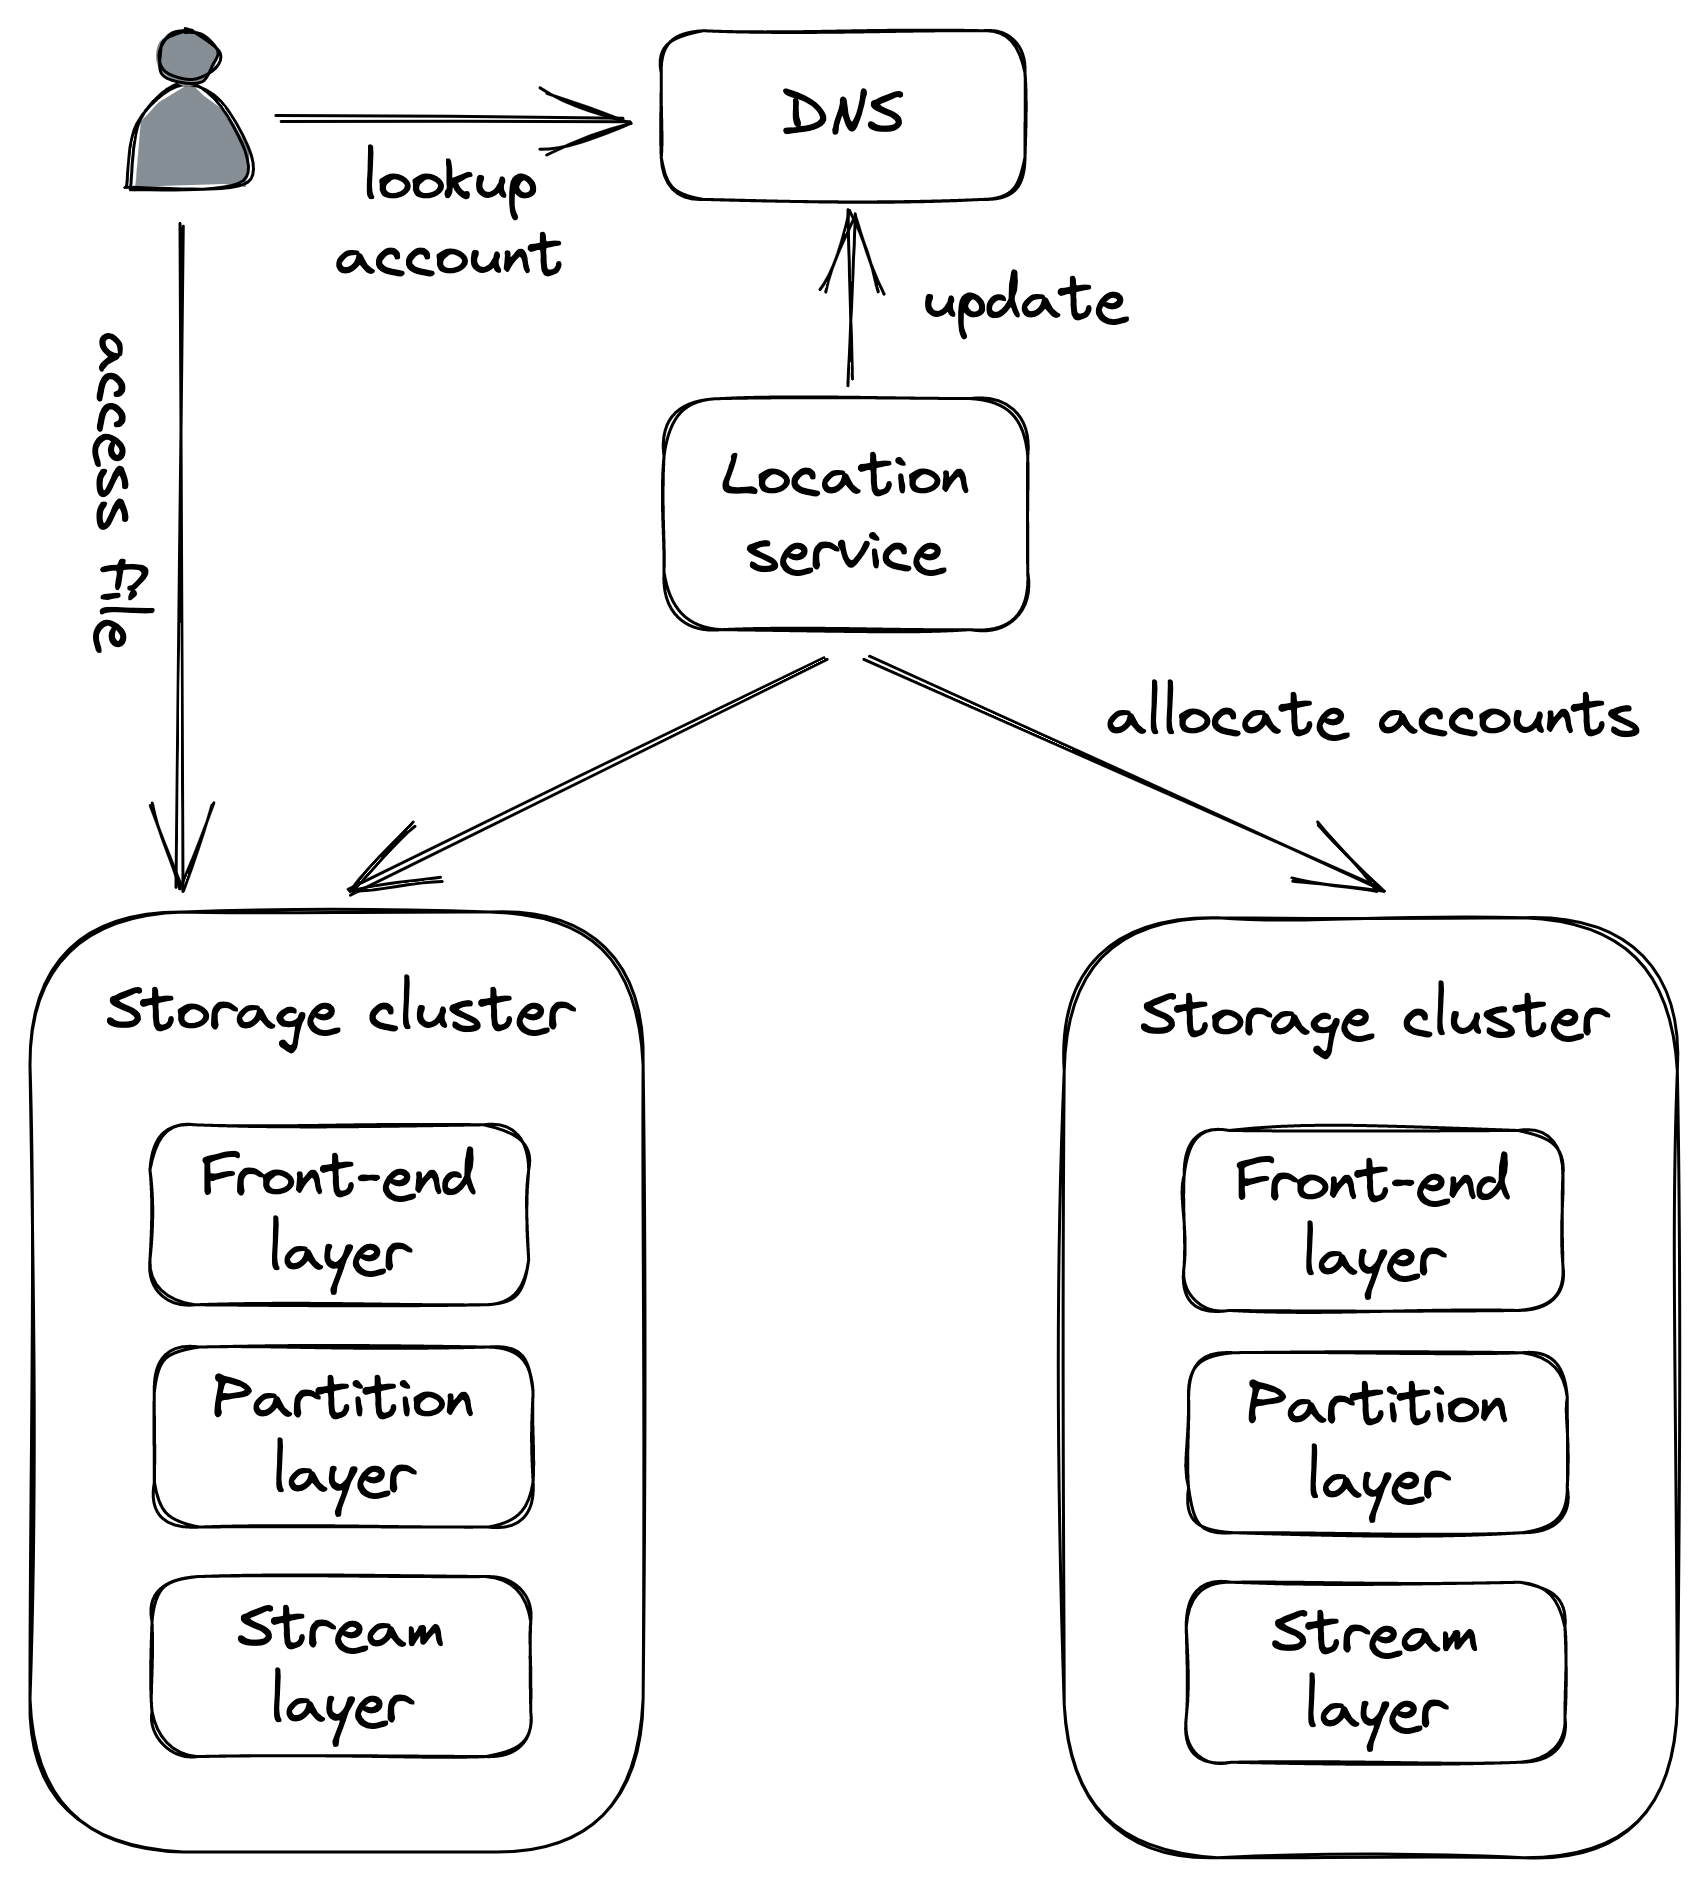 DNS
lookup
account
update
access file
Location
service
allocate accounts
Storage cluster
Front-end
layer
Partition
layer
Stream
layer
Storage cluster
Front-end
layer
Partition
layer
Stream
layer